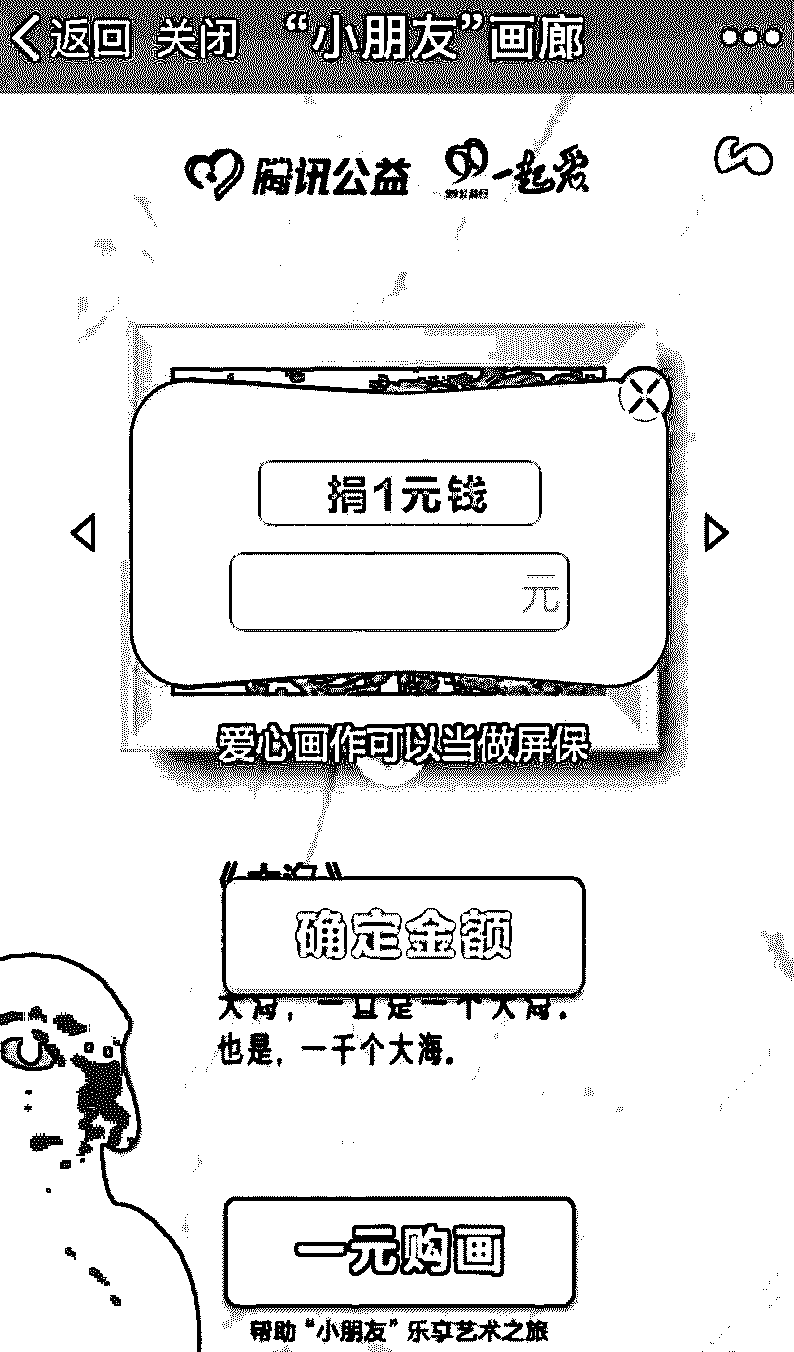 返回 关闭 “小朋友”画廊
腾讯公益 一起爱
捐1元钱
元
爱心画作可以当做屏保
确定金额
大海，一直是一个大海。
也是，一千个大海。
一元购画
帮助“小朋友”乐享艺术之旅